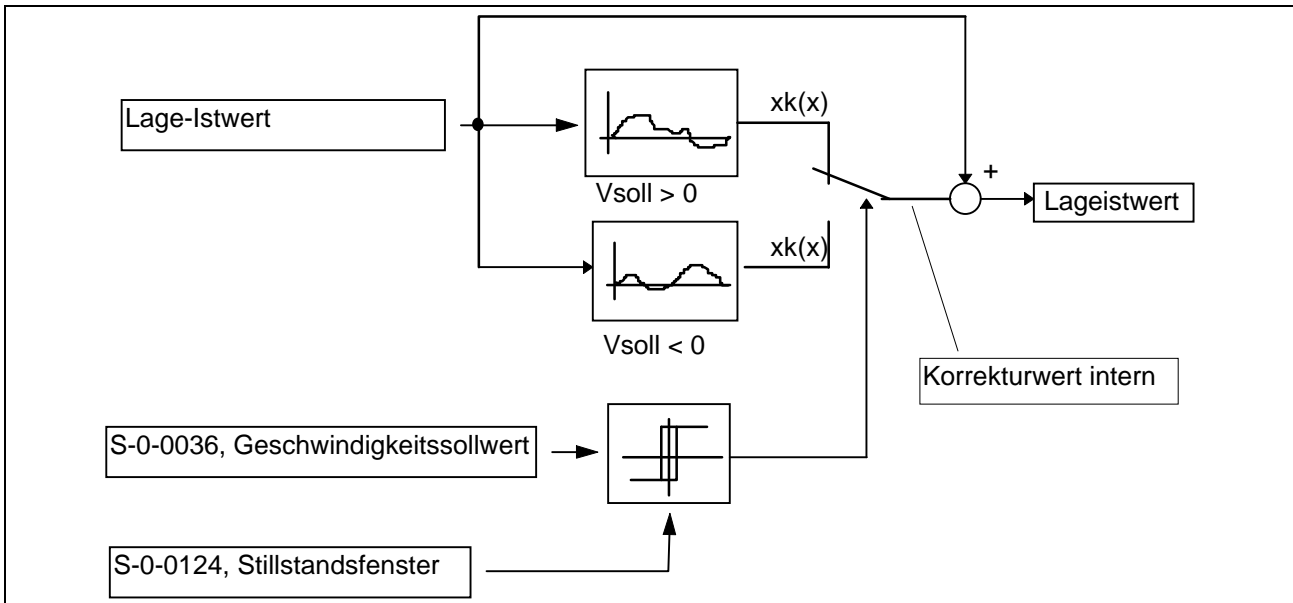 xk(x)
Lage-Istwert
+
Vsoll > 0
Lageistwert
xk(x)
Vsoll < 0
Korrekturwert intern
S-0-0036, Geschwindigkeitssollwert
S-0-0124, Stillstandsfenster